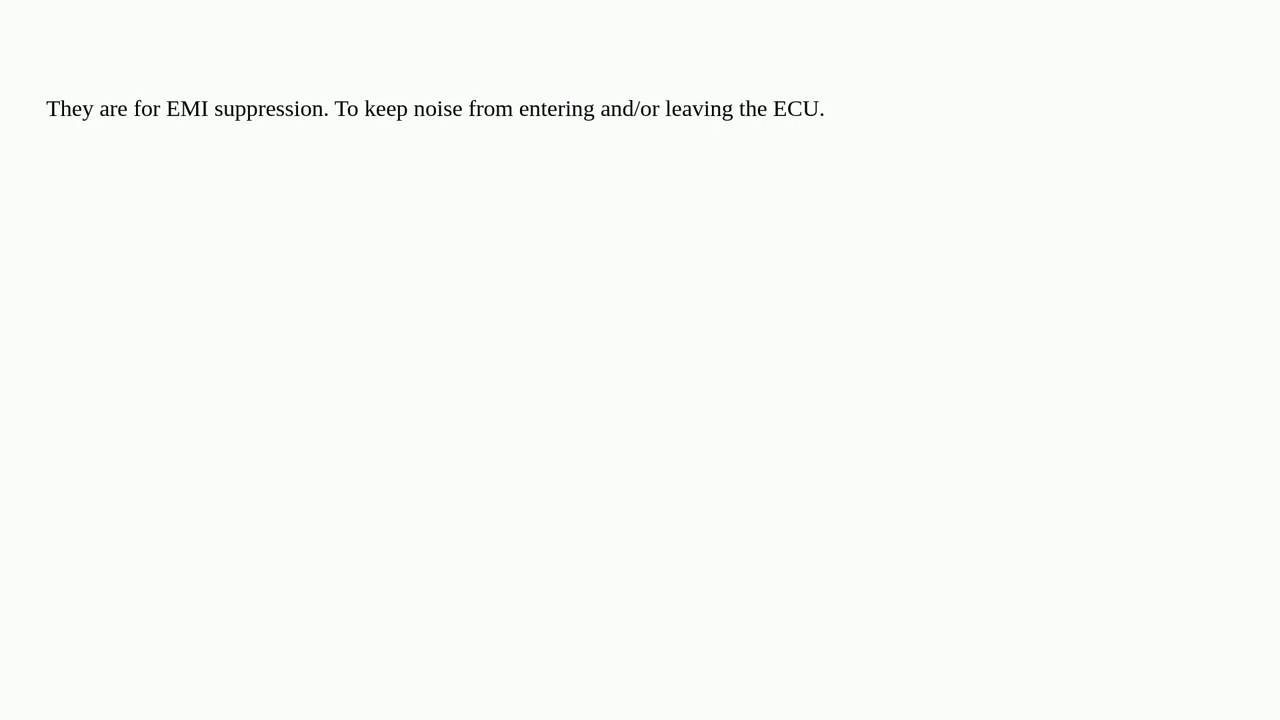 They are for EMI suppression. To keep noise from entering and/or leaving the ECU.